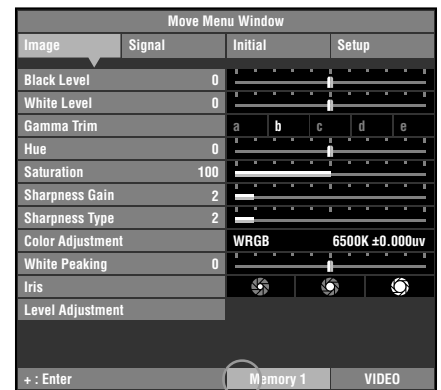 Move Menu Window
Image Signal Initial Setup
Black Level 0
White Level 0
Gamma Trim a b c d e
Hue 0
Saturation 100
Sharpness Gain 2
Sharpness Type 2
Color Adjustment WRGB 6500K ±0.000uv
White Peaking 0
Iris
Level Adjustment
+ : Enter Memory 1 VIDEO